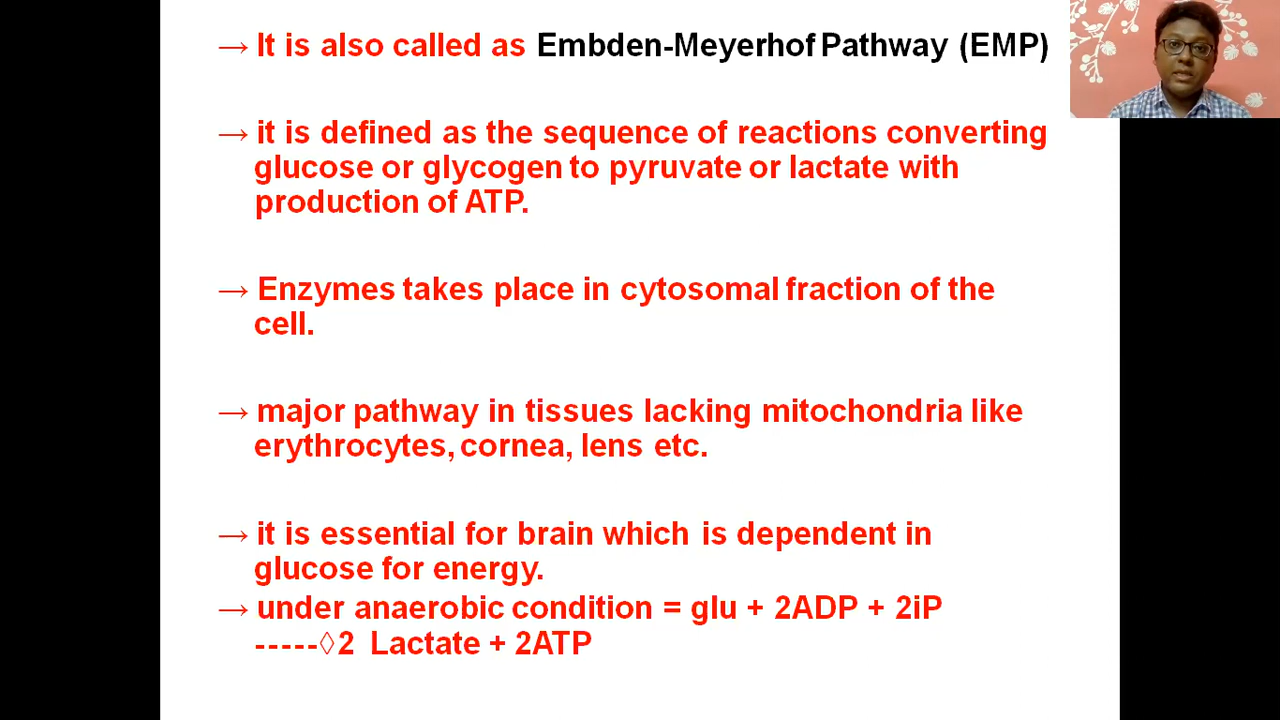 → It is also called as Embden-Meyerhof Pathway (EMP)
→ it is defined as the sequence of reactions converting
glucose or glycogen to pyruvate or lactate with
production of ATP.
→ Enzymes takes place in cytosomal fraction of the
cell.
→ major pathway in tissues lacking mitochondria like
erythrocytes, cornea, lens etc.
→ it is essential for brain which is dependent in
glucose for energy.
→ under anaerobic condition = glu + 2ADP + 2iP
-----◊2 Lactate + 2ATP